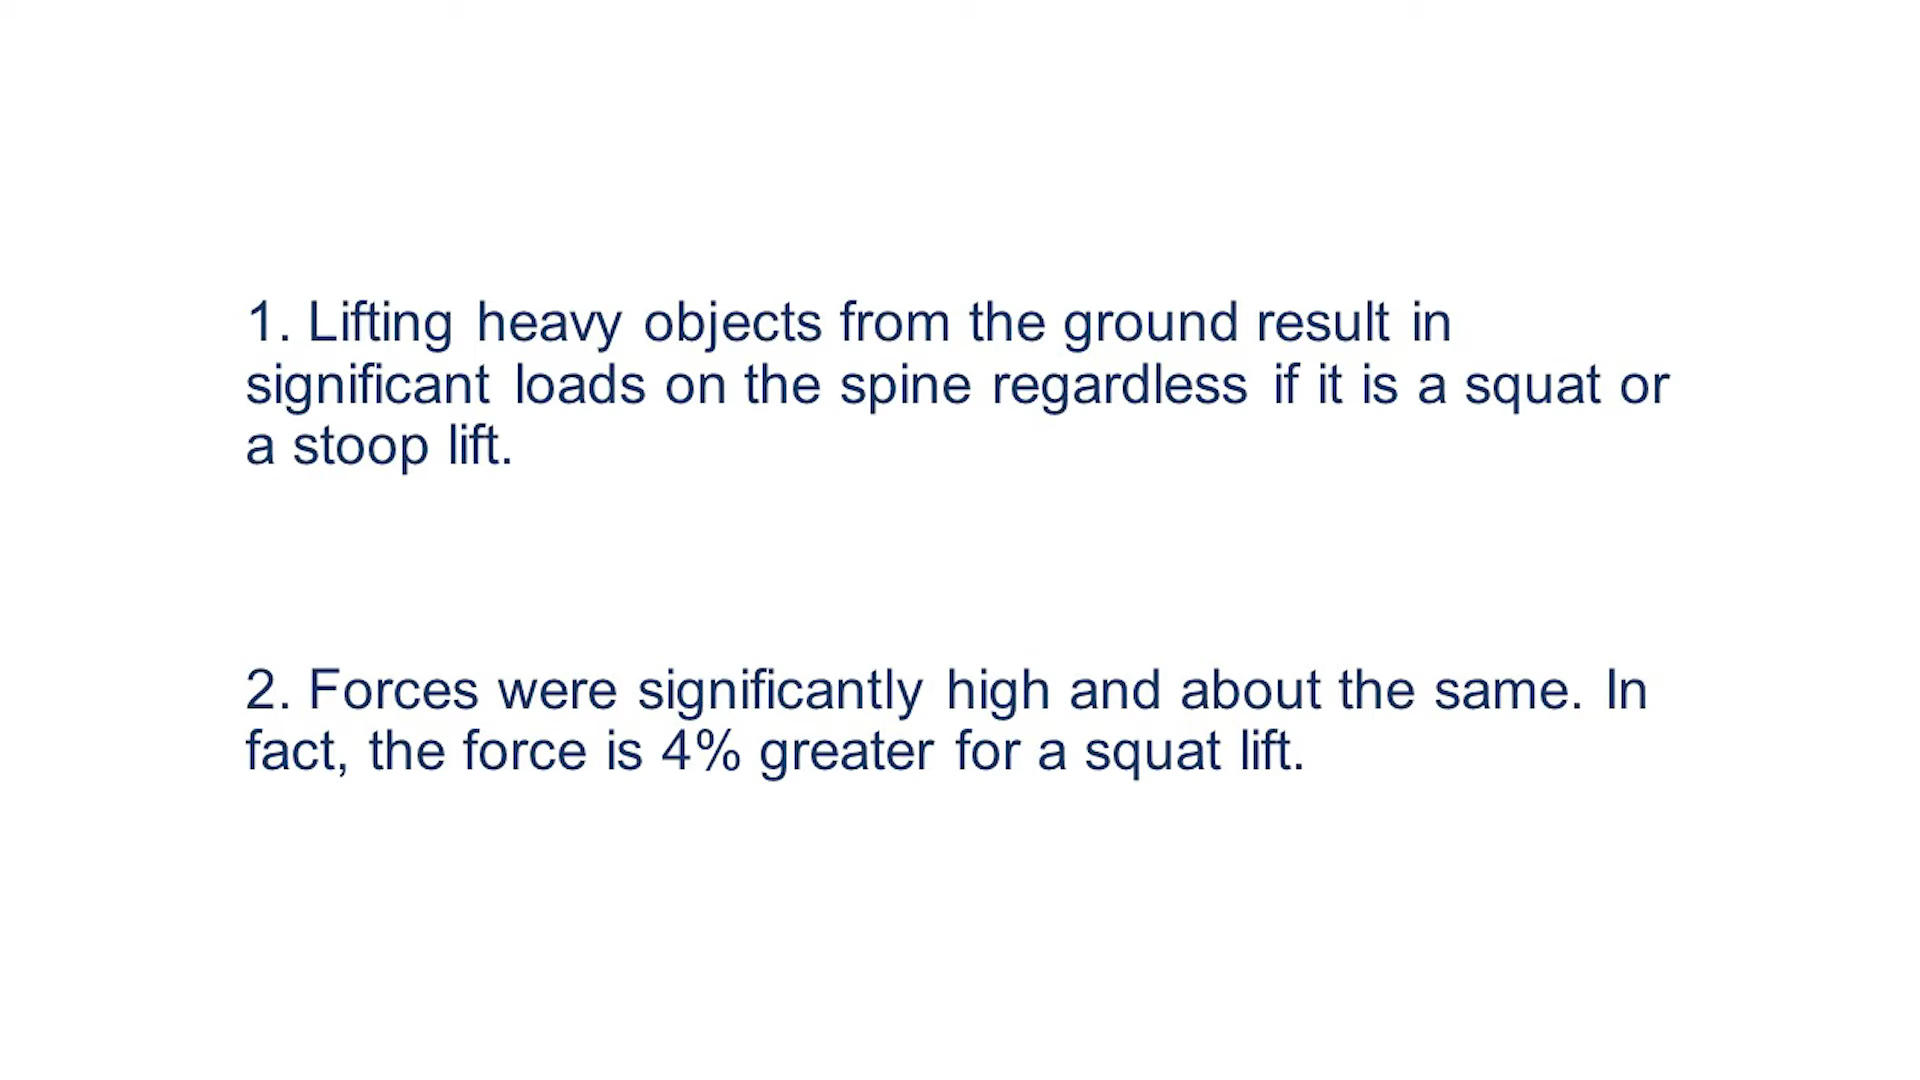 1. Lifting heavy objects from the ground result in
significant loads on the spine regardless if it is a squat or
a stoop lift.
2. Forces were significantly high and about the same. In
fact, the force is 4% greater for a squat lift.